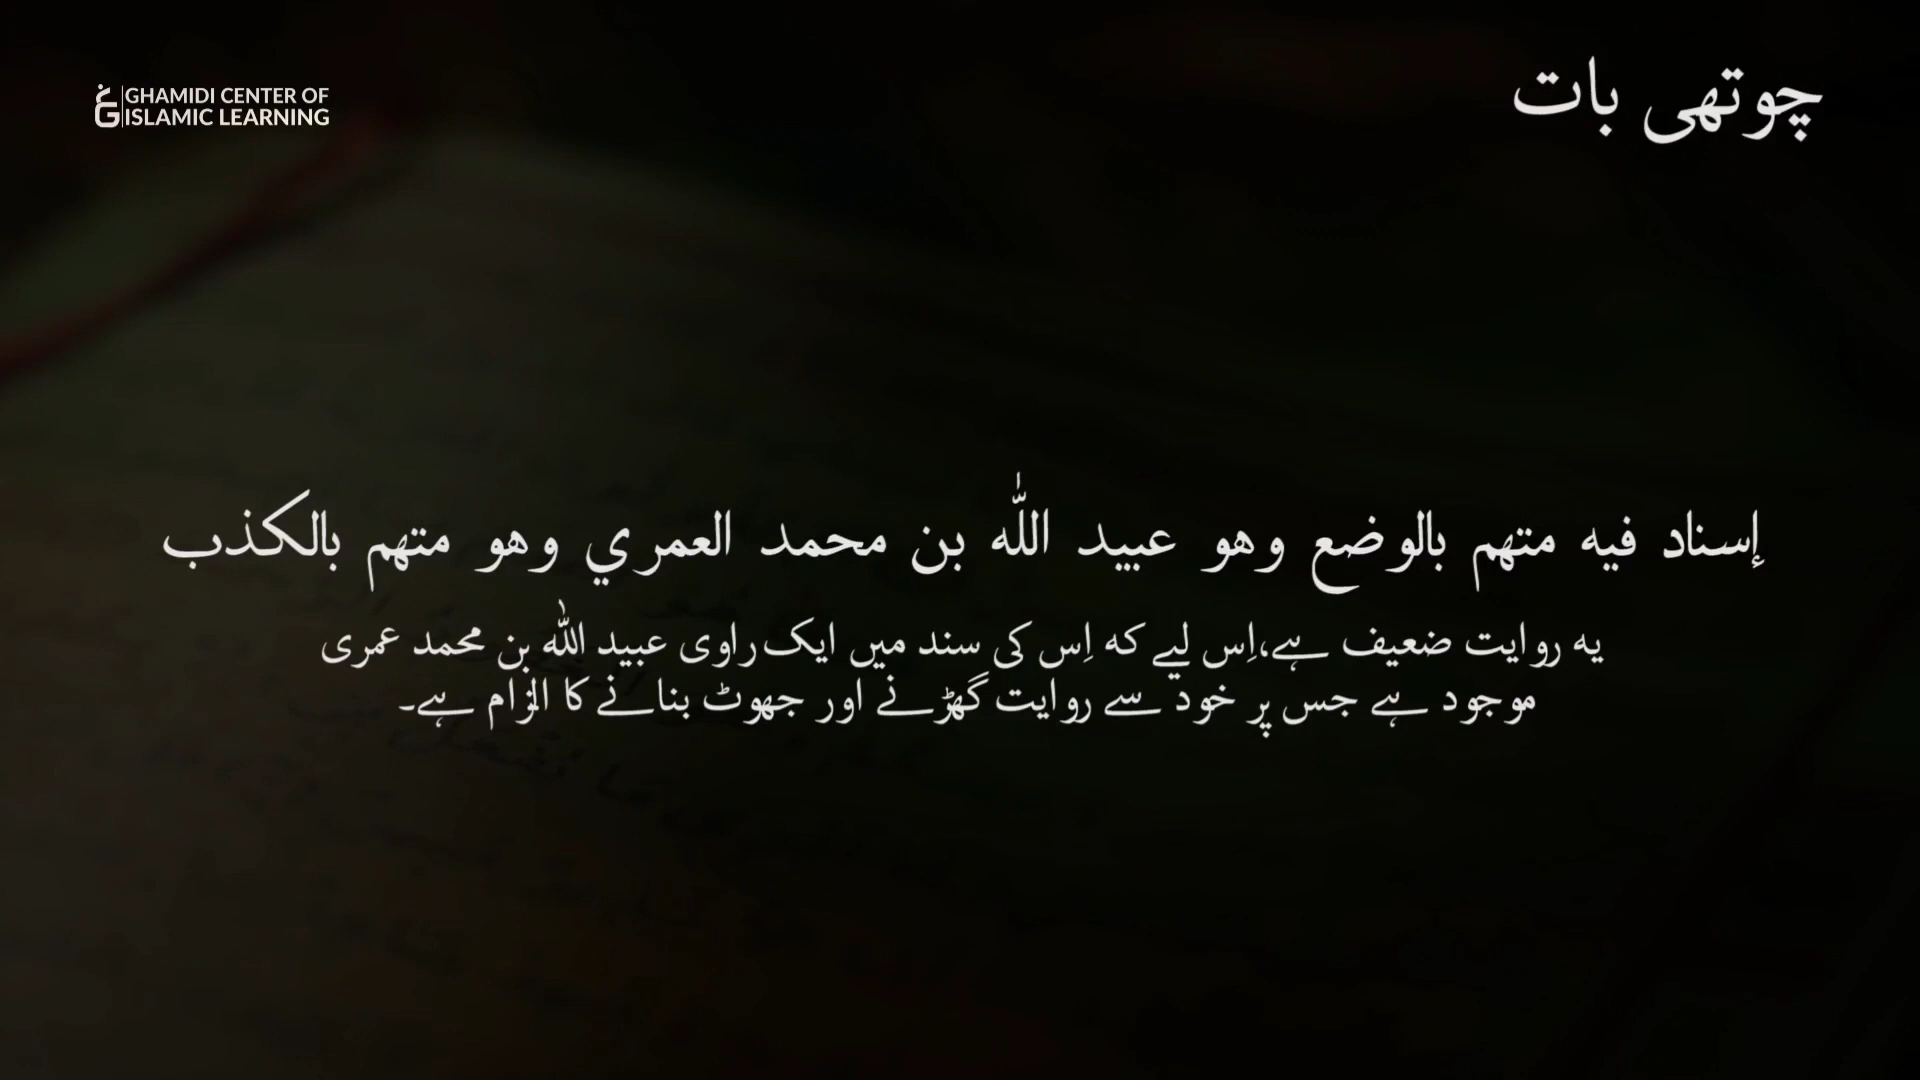 چوتھی بات
GHAMIDI CENTER OF
ISLAMIC LEARNING
إسناد فيه متهم بالوضع وهو عبيد الله بن محمد العمري وهو متهم بالكذب
یہ روایت ضعیف ہے،اِس لیے کہ اِس کی سند میں ایک راوی عبید اللہ بن محمد عمری
موجود ہے جس پر خود سے روایت گھڑنے اور جھوٹ بنانے کا الزام ہے۔